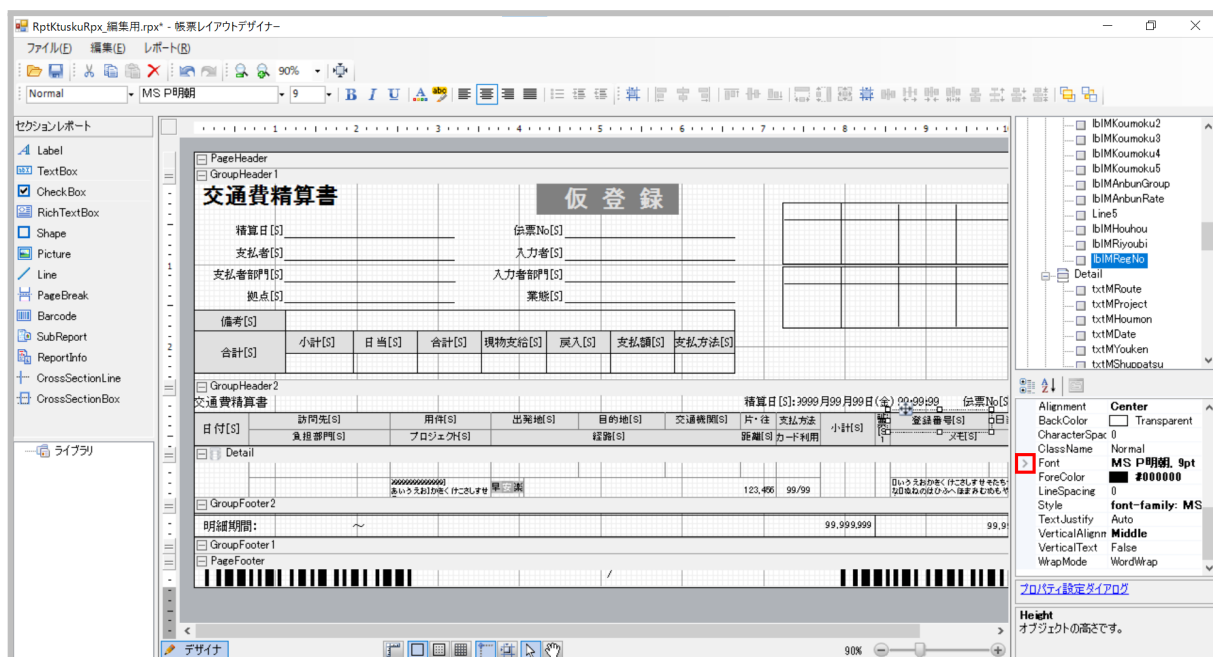 RptKtuskuRpx_編集用.rpx* - 帳票レイアウトデザイナー
ファイル(F) 編集(E) レポート(R)
90%
Normal MS P明朝 9 B I U A abc
セクションレポート
Label
TextBox
CheckBox
RichTextBox
Shape
Picture
Line
PageBreak
Barcode
SubReport
ReportInfo
CrossSectionLine
CrossSectionBox
ライブラリ
1 2 3 4 5 6 7 8 9 1
PageHeader
GroupHeader1
交通費精算書 仮 登 録
精算日[S] 伝票No[S]
支払者[S] 入力者[S]
支払者部門[S] 入力者部門[S]
拠点[S] 業態[S]
備考[S]
合計[S] 小計[S] 日当[S] 合計[S] 現物支給[S] 戻入[S] 支払額[S] 支払方法[S]
GroupHeader2
交通費精算書 精算日[S]:9999月99月99日(金) 99:99:99 伝票No[S
日付[S] 訪問先[S] 用件[S] 出発地[S] 目的地[S] 交通機関[S] 片・往 支払方法 小計[S] 登録番号[S]
負担部門[S] プロジェクト[S] 経路[S] 距離[S] カード利用 メモ[S]
Detail
あいうえおかきくけこさしすせ
123,466 99/99
GroupFooter2
明細期間: ～ 99,999,999 99,9
GroupFooter1
PageFooter
/
デザイナ
90%
lblMKoumoku2
lblMKoumoku3
lblMKoumoku4
lblMKoumoku5
lblMAnbunGroup
lblMAnbunRate
Line5
lblMHouhou
lblMRiyoubi
lblMRegNo
Detail
txtMRoute
txtMProject
txtMHoumon
txtMDate
txtMYouken
txtMShuppatsu
Alignment Center
BackColor Transparent
CharacterSpac 0
ClassName Normal
Font MS P明朝, 9pt
ForeColor #000000
LineSpacing 0
Style font-family: MS
TextJustify Auto
VerticalAlignn Middle
VerticalText False
WrapMode WordWrap
プロパティ設定ダイアログ
Height
オブジェクトの高さです。